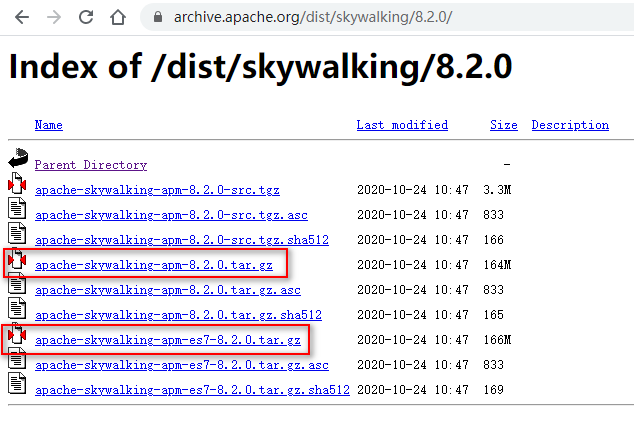 archive.apache.org/dist/skywalking/8.2.0/
Index of /dist/skywalking/8.2.0
Name Last modified Size Description
Parent Directory -
apache-skywalking-apm-8.2.0-src.tgz 2020-10-24 10:47 3.3M
apache-skywalking-apm-8.2.0-src.tgz.asc 2020-10-24 10:47 833
apache-skywalking-apm-8.2.0-src.tgz.sha512 2020-10-24 10:47 166
apache-skywalking-apm-8.2.0.tar.gz 2020-10-24 10:47 164M
apache-skywalking-apm-8.2.0.tar.gz.asc 2020-10-24 10:47 833
apache-skywalking-apm-8.2.0.tar.gz.sha512 2020-10-24 10:47 165
apache-skywalking-apm-es7-8.2.0.tar.gz 2020-10-24 10:47 166M
apache-skywalking-apm-es7-8.2.0.tar.gz.asc 2020-10-24 10:47 833
apache-skywalking-apm-es7-8.2.0.tar.gz.sha512 2020-10-24 10:47 169